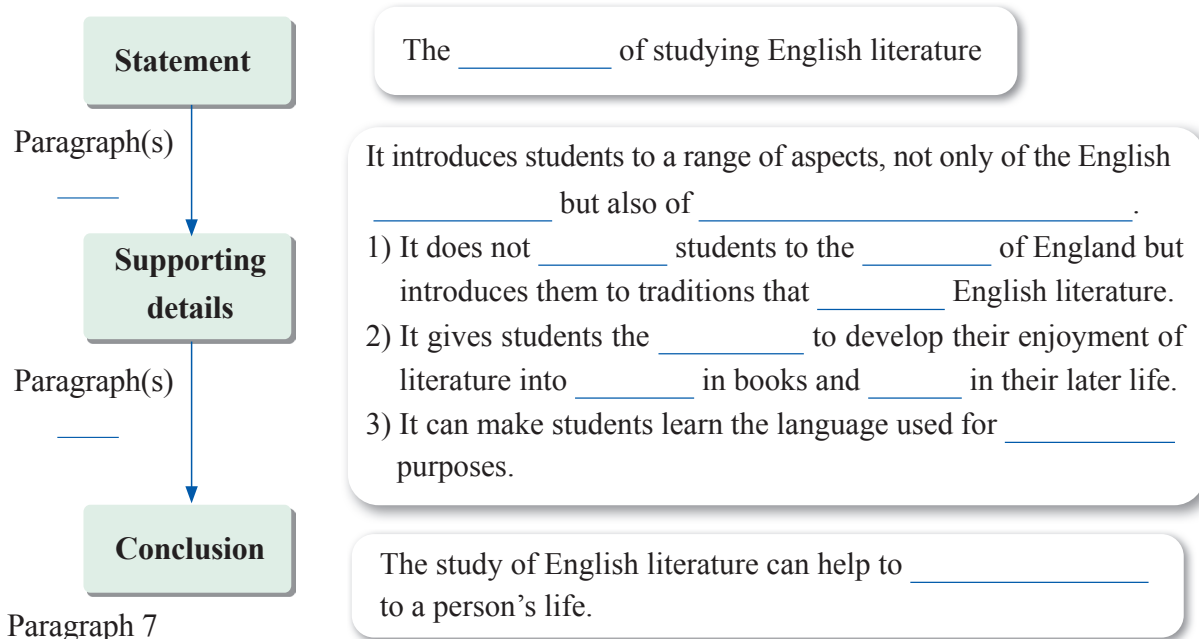 Statement
The __________ of studying English literature
Paragraph(s)
____
It introduces students to a range of aspects, not only of the English
____________ but also of ____________________________.
Supporting
details
1) It does not ________ students to the ________ of England but
introduces them to traditions that ________ English literature.
2) It gives students the _________ to develop their enjoyment of
literature into ________ in books and ______ in their later life.
3) It can make students learn the language used for ___________
purposes.
Paragraph(s)
____
Conclusion
The study of English literature can help to _______________
to a person’s life.
Paragraph 7